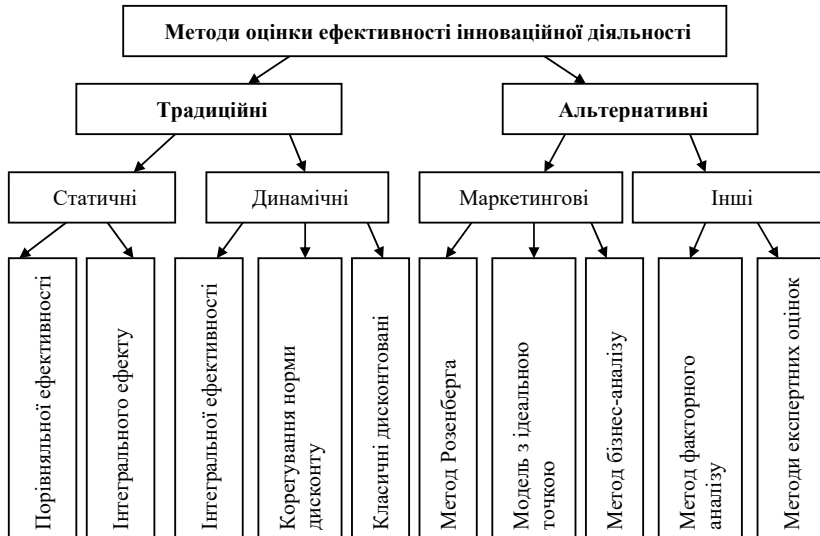 Методи оцінки ефективності інноваційної діяльності
Традиційні
Альтернативні
Статичні
Динамічні
Маркетингові
Інші
Порівняльної ефективності
Інтегрального ефекту
Інтегральної ефективності
Корегування норми
дисконту
Класичні дисконтовані
Метод Розенберга
Модель з ідеальною
точкою
Метод бізнес-аналізу
Метод факторного
аналізу
Методи експертних оцінок